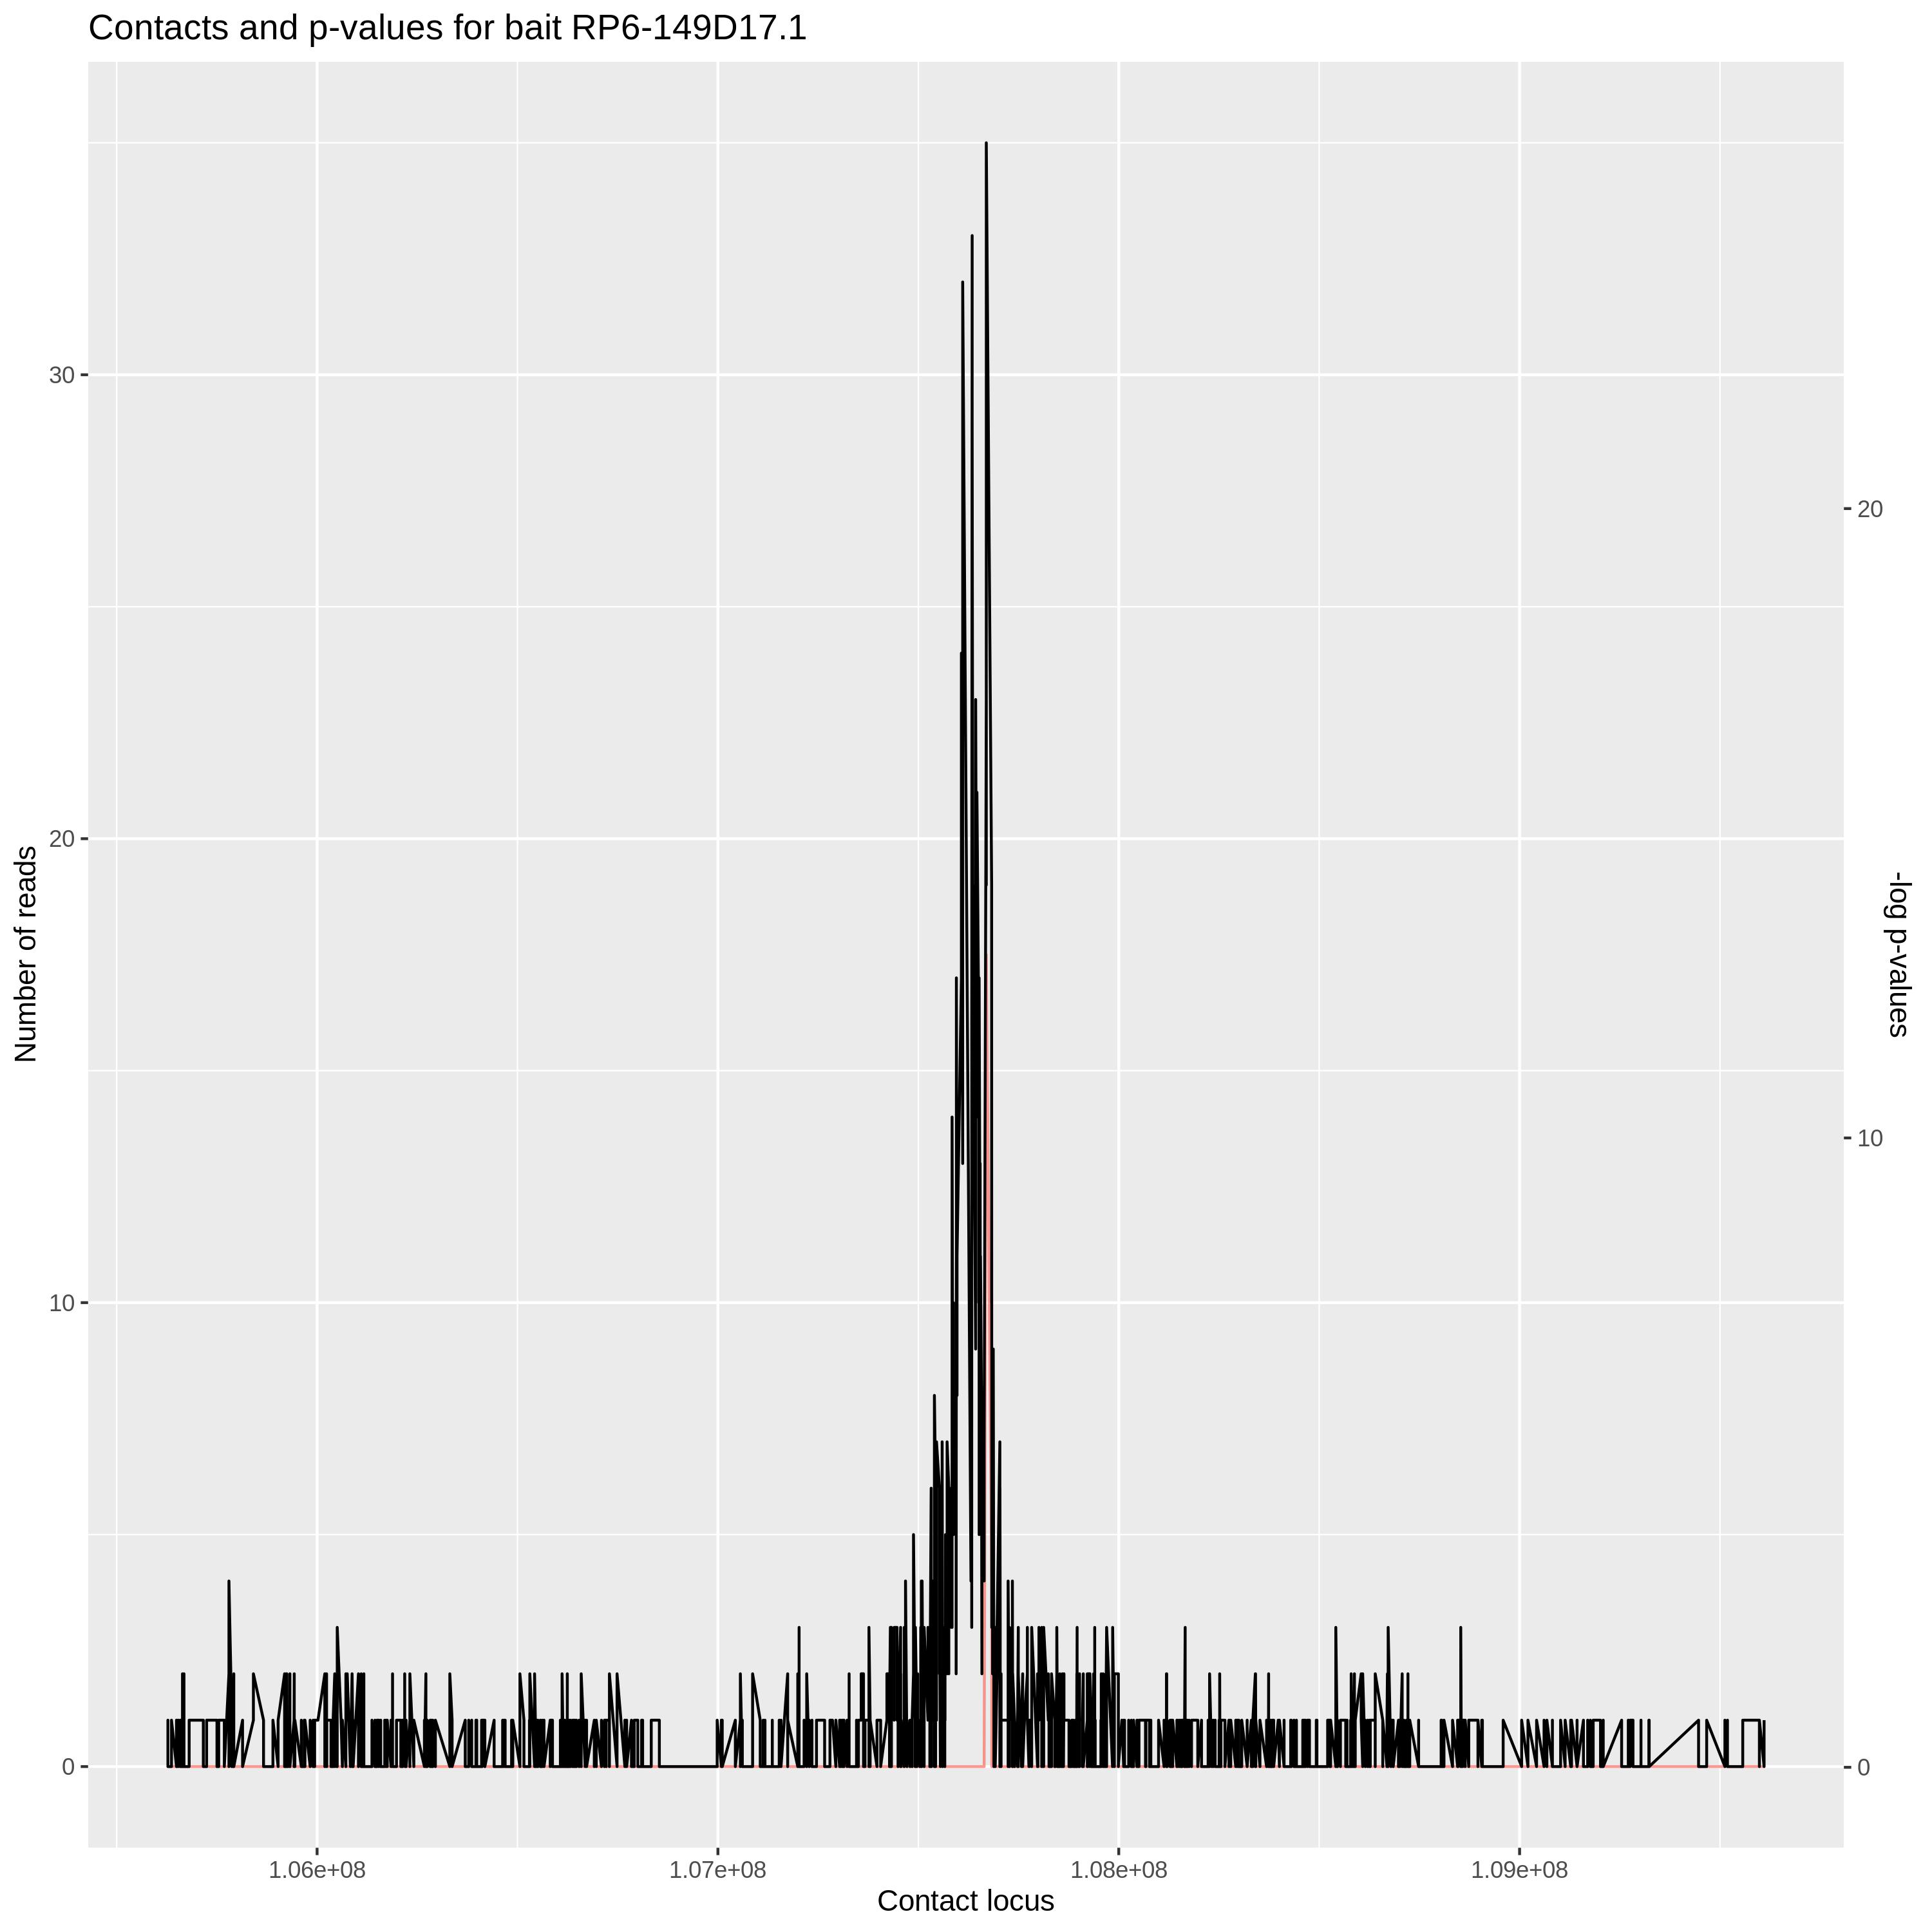 Contacts and p-values for bait RP6-149D17.1
30
20
10
0
Number of reads
20
10
0
-log p-values
1.06e+08
1.07e+08
1.08e+08
1.09e+08
Contact locus